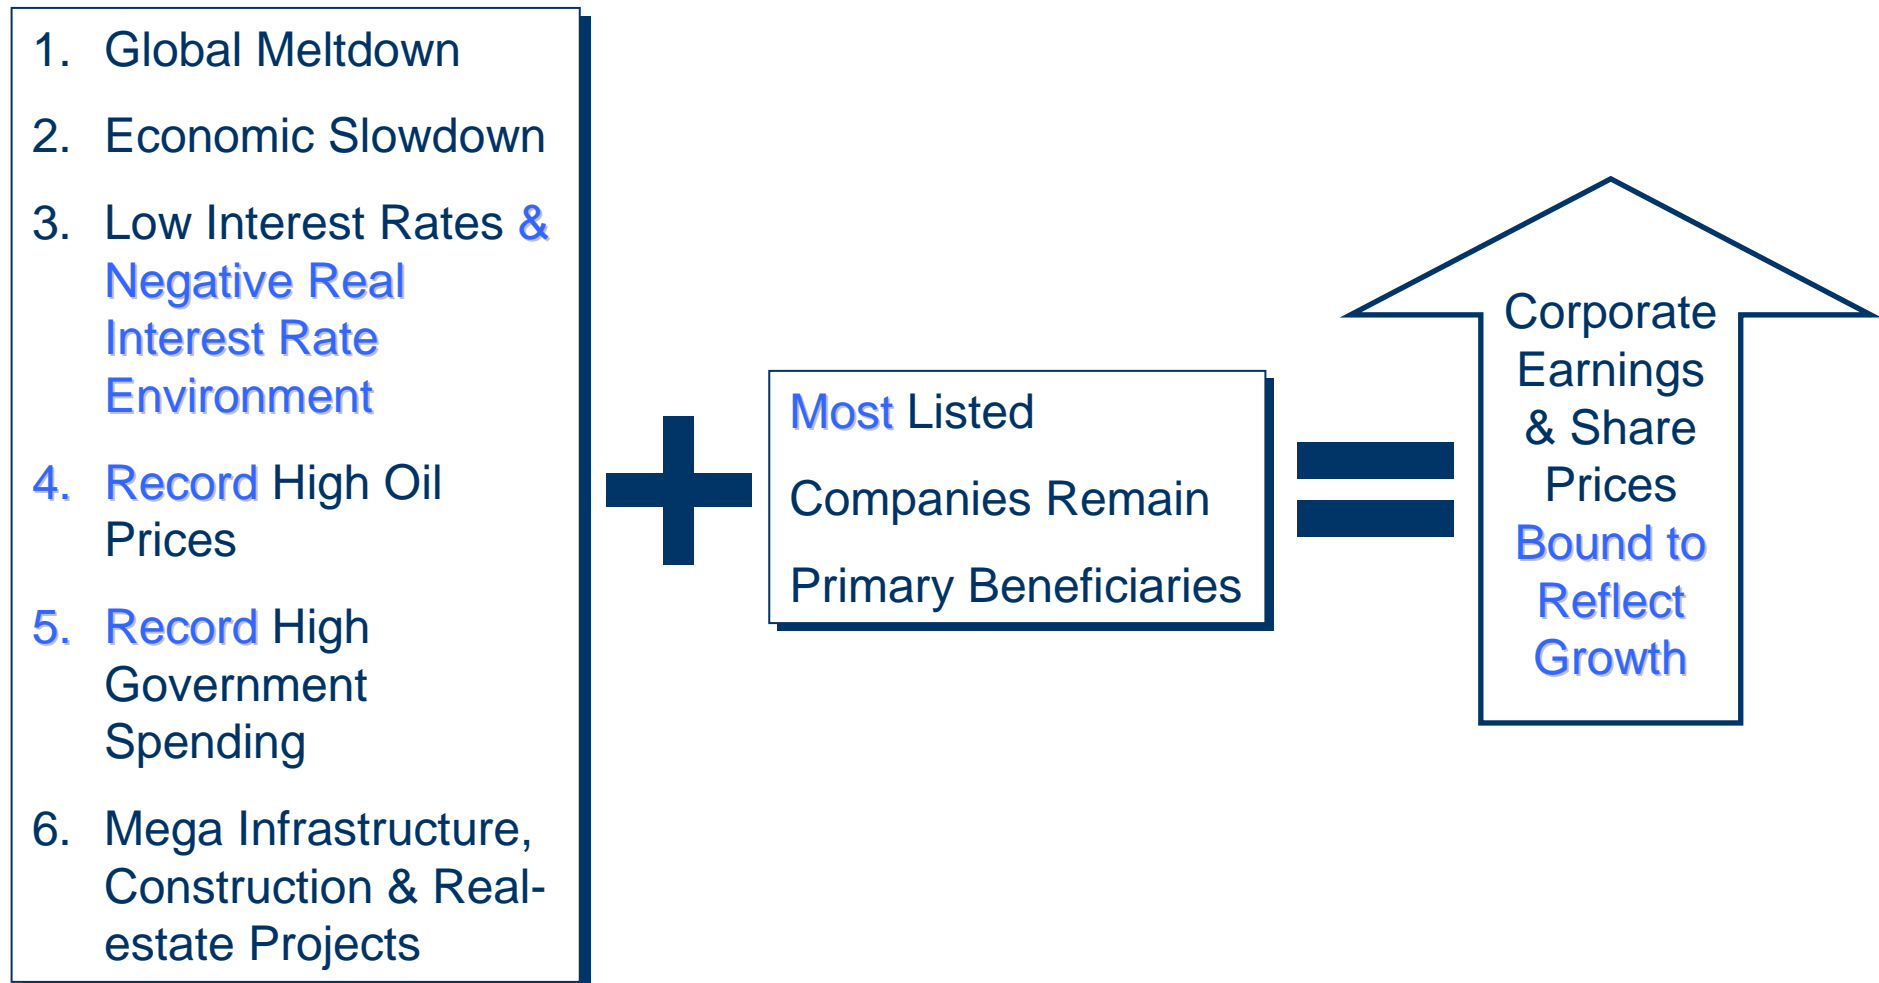 1. Global Meltdown
2. Economic Slowdown
3. Low Interest Rates &
Negative Real
Interest Rate
Environment
4. Record High Oil
Prices
5. Record High
Government
Spending
6. Mega Infrastructure,
Construction & Real-
estate Projects
Most Listed
Companies Remain
Primary Beneficiaries
Corporate
Earnings
& Share
Prices
Bound to
Reflect
Growth